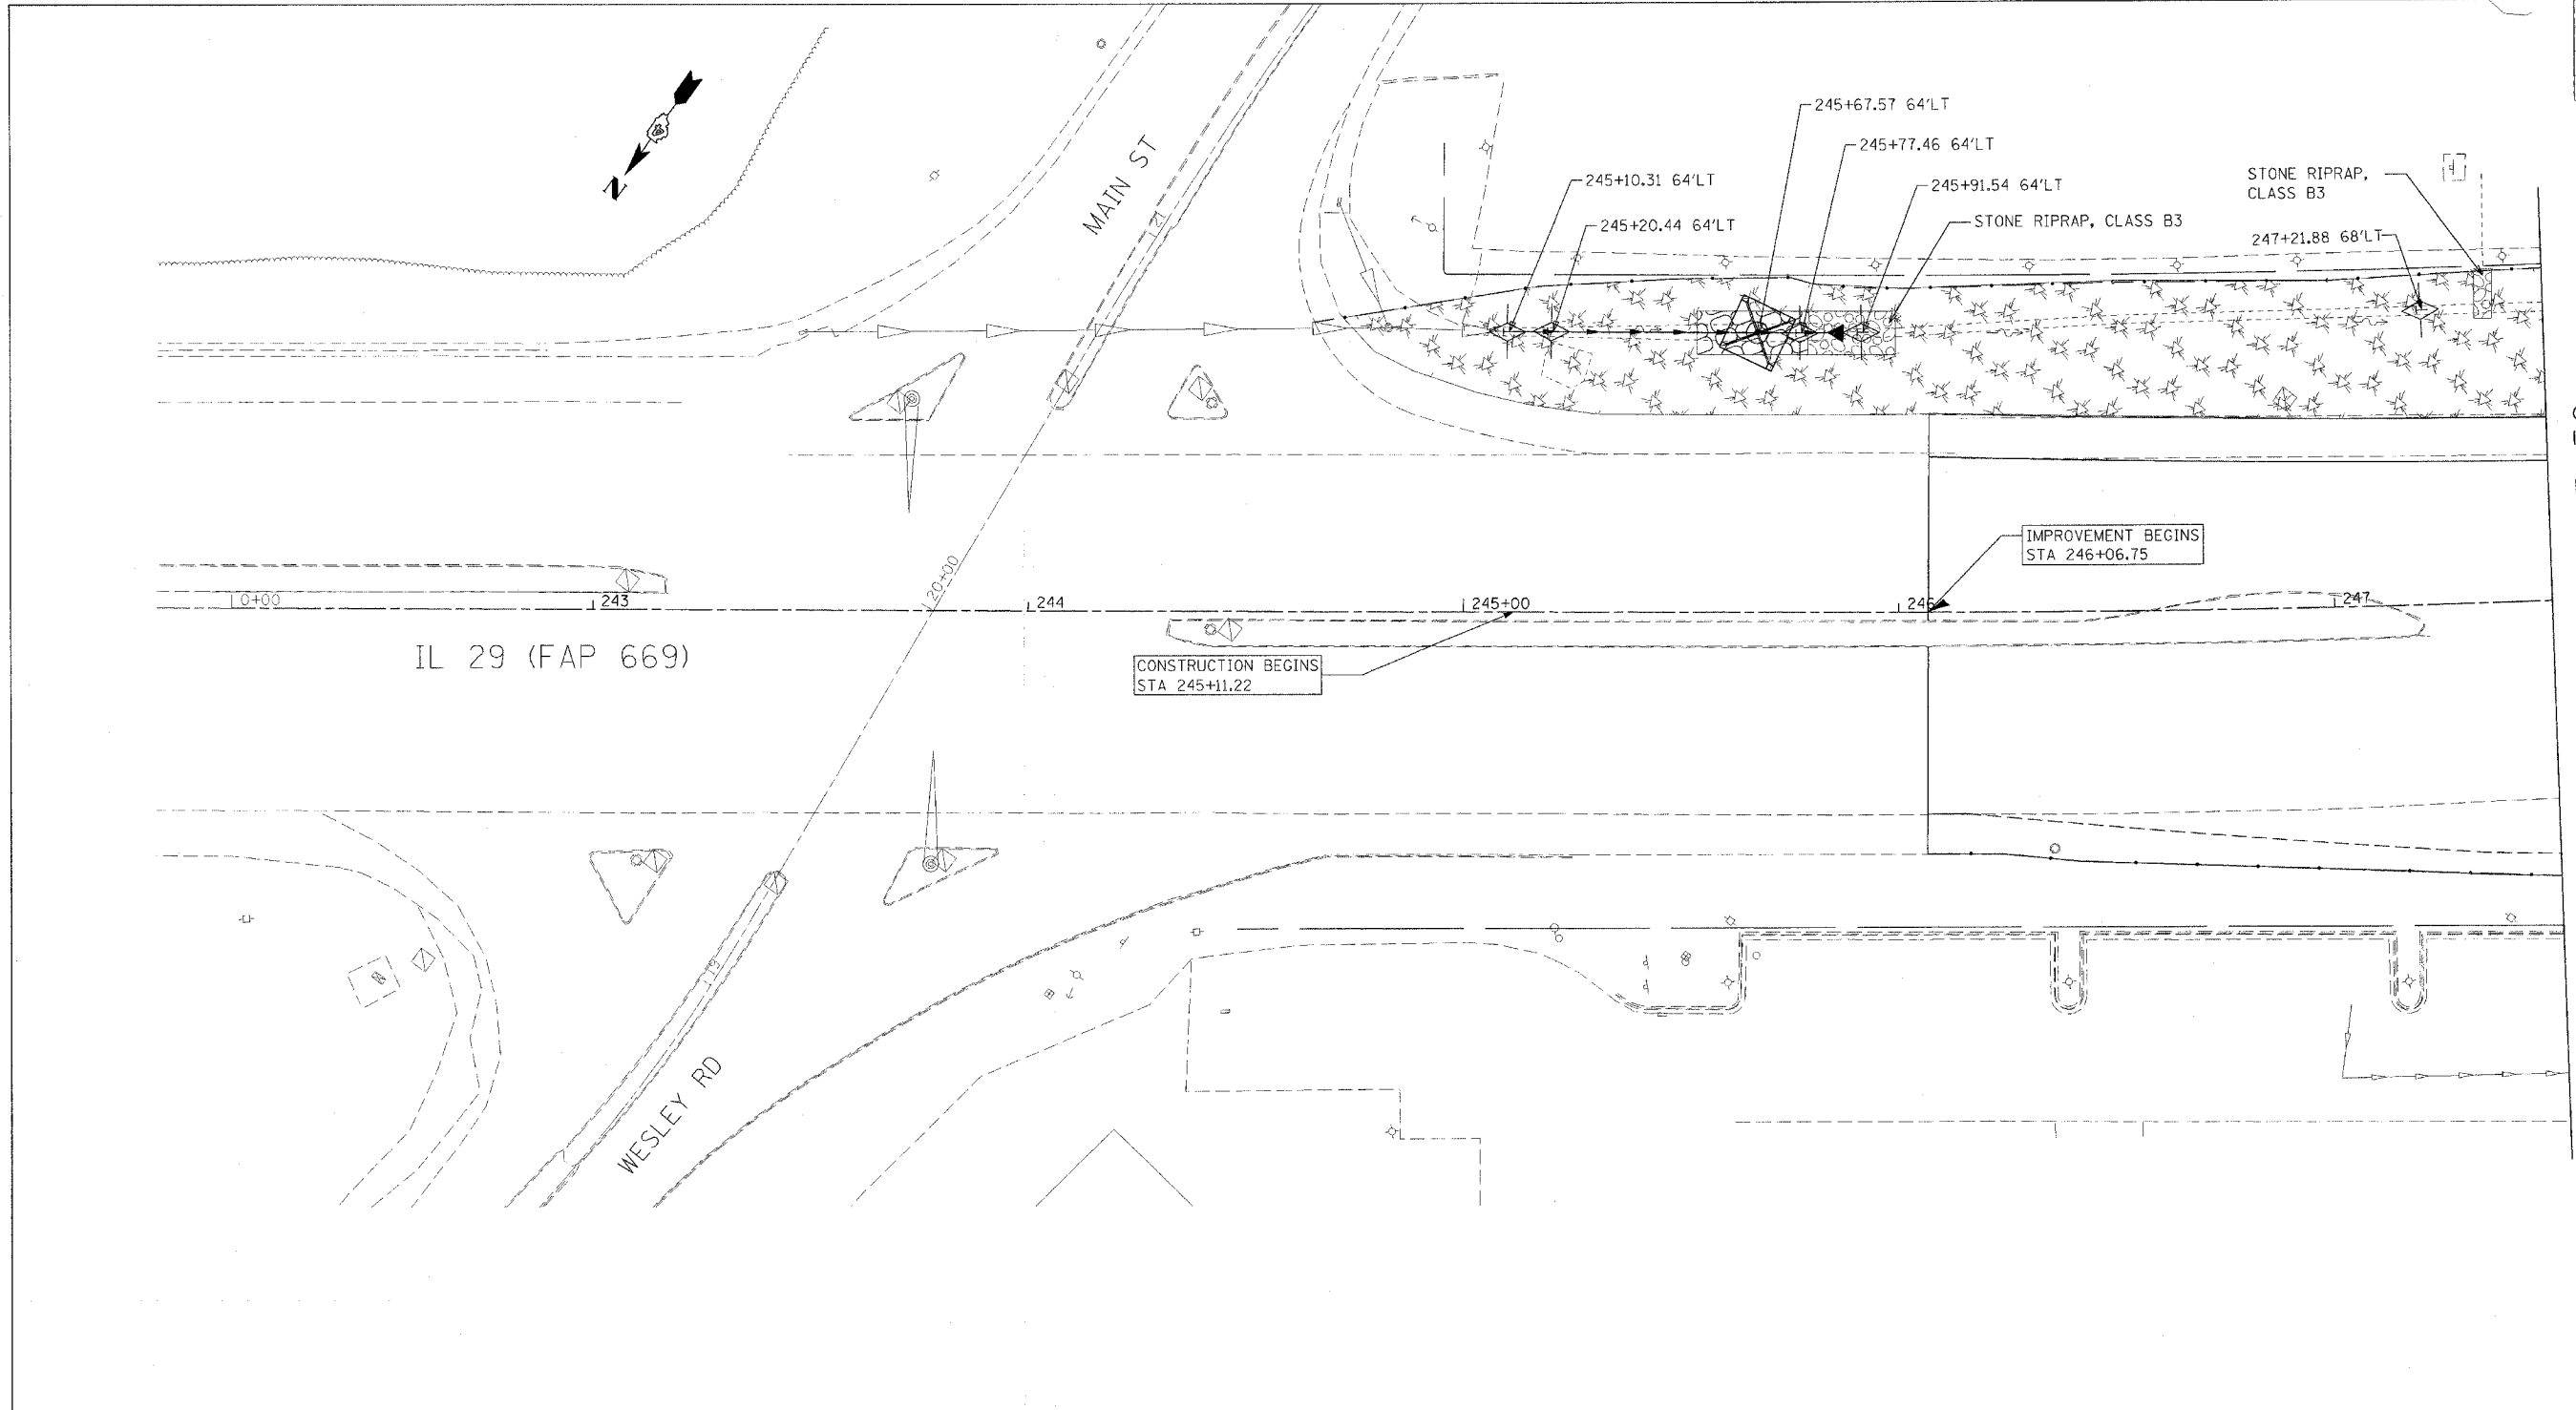 N
MAIN ST
21
245+67.57 64'LT
245+77.46 64'LT
245+10.31 64'LT
245+91.54 64'LT
245+20.44 64'LT
STONE RIPRAP, CLASS B3
STONE RIPRAP,
CLASS B3
247+21.88 68'LT
IMPROVEMENT BEGINS
STA 246+06.75
20+00
0+00
243
244
245+00
246
247
IL 29 (FAP 669)
CONSTRUCTION BEGINS
STA 245+11.22
19
WESLEY RD